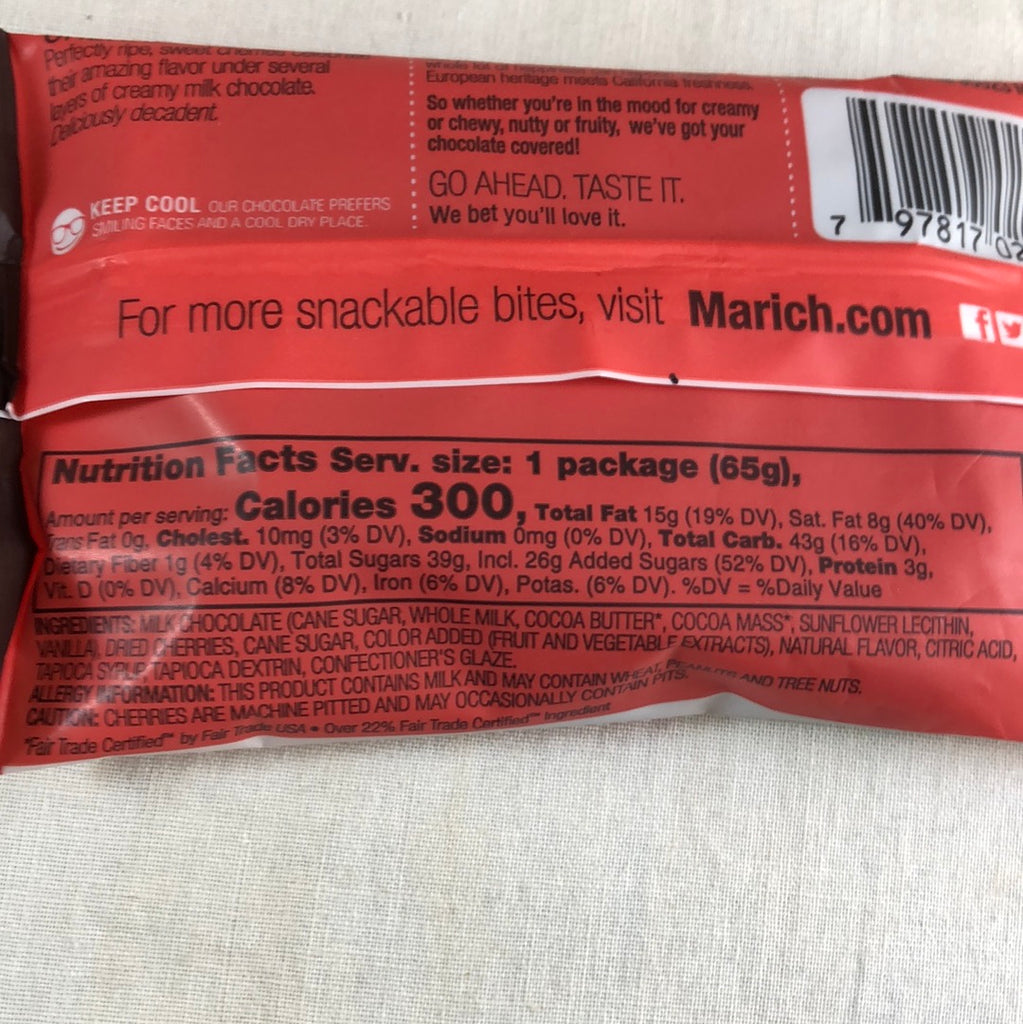 Perfectly ripe, sweet
their amazing flavor under several
layers of creamy milk chocolate.
Deliciously decadent.
KEEP COOL OUR CHOCOLATE PREFERS
SMILING FACES AND A COOL DRY PLACE.
European heritage meets California freshness.
So whether you're in the mood for creamy
or chewy, nutty or fruity, we've got your
chocolate covered!
GO AHEAD. TASTE IT.
We bet you'll love it.
7 97817 02
For more snackable bites, visit Marich.com
Nutrition Facts Serv. size: 1 package (65g),
Amount per serving: Calories 300, Total Fat 15g (19% DV), Sat. Fat 8g (40% DV),
Trans Fat 0g, Cholest. 10mg (3% DV), Sodium 0mg (0% DV), Total Carb. 43g (16% DV),
Dietary Fiber 1g (4% DV), Total Sugars 39g, Incl. 26g Added Sugars (52% DV), Protein 3g,
Vit. D (0% DV), Calcium (8% DV), Iron (6% DV), Potas. (6% DV). %DV = %Daily Value
INGREDIENTS: MILK CHOCOLATE (CANE SUGAR, WHOLE MILK, COCOA BUTTER*, COCOA MASS*, SUNFLOWER LECITHIN,
VANILLA), DRIED CHERRIES, CANE SUGAR, COLOR ADDED (FRUIT AND VEGETABLE EXTRACTS), NATURAL FLAVOR, CITRIC ACID,
TAPIOCA SYRUP, TAPIOCA DEXTRIN, CONFECTIONER'S GLAZE.
ALLERGY INFORMATION: THIS PRODUCT CONTAINS MILK AND MAY CONTAIN WHEAT, PEANUTS AND TREE NUTS.
CAUTION: CHERRIES ARE MACHINE PITTED AND MAY OCCASIONALLY CONTAIN PITS.
*Fair Trade Certified™ by Fair Trade USA • Over 22% Fair Trade Certified™ Ingredient